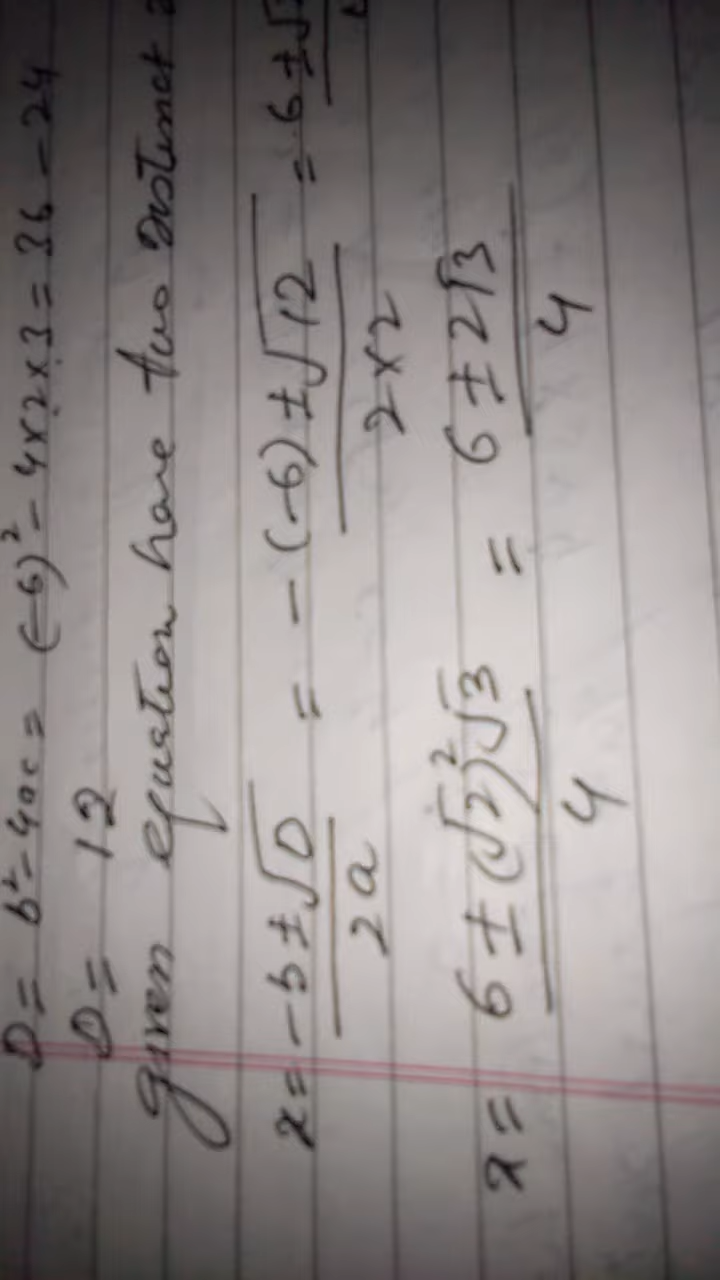 D = b² - 4ac = (-6)² - 4×2×3 = 36 - 24
D = 12
given equation have two distinct
x = -b ± √D / 2a = -(-6) ± √12 / 2×2 = 6 ± √
x = 6 ± (√2)²√3 / 4 = 6 ± 2√3 / 4